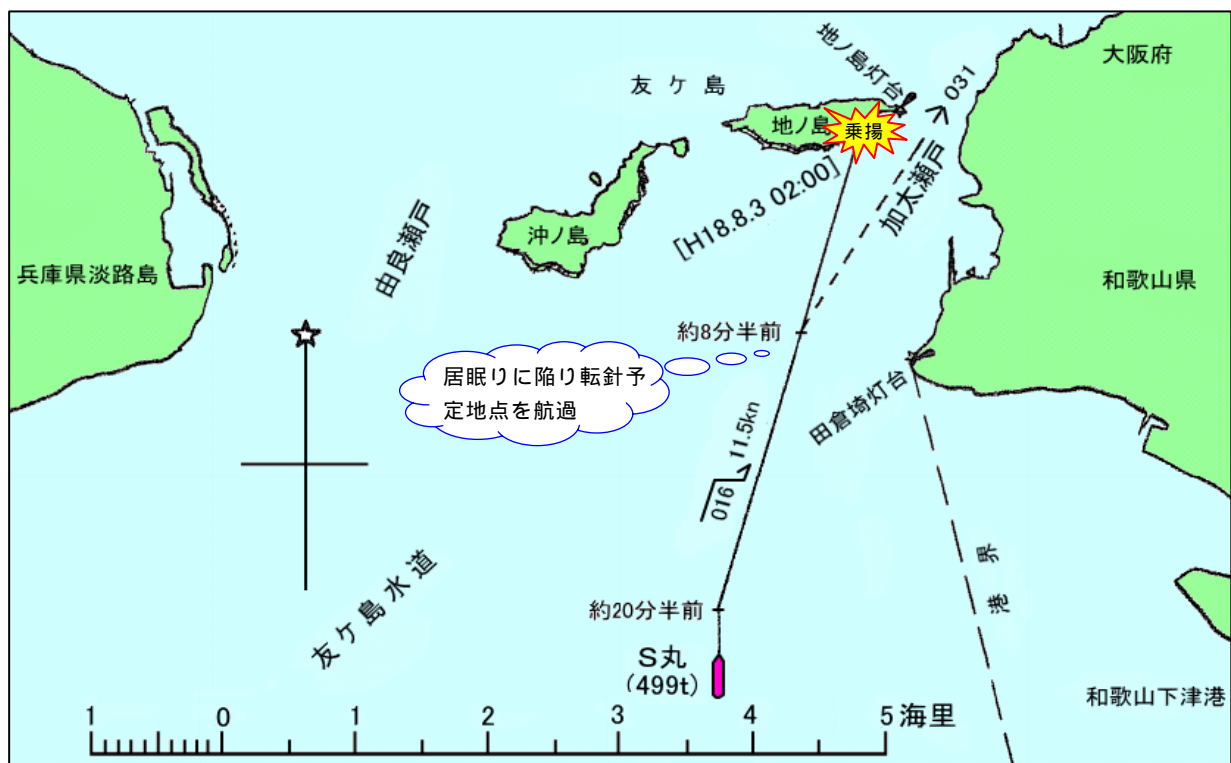 大阪府
地ノ島灯台
031
友ケ島
地ノ島
乗揚
加太瀬戸
[H18.8.3 02:00]
沖ノ島
由良瀬戸
兵庫県淡路島
和歌山県
約8分半前
居眠りに陥り転針予
定地点を航過
田倉埼灯台
11.5kn
016
港界
友ケ島水道
約20分半前
S丸
(499t)
和歌山下津港
1 0 1 2 3 4 5海里